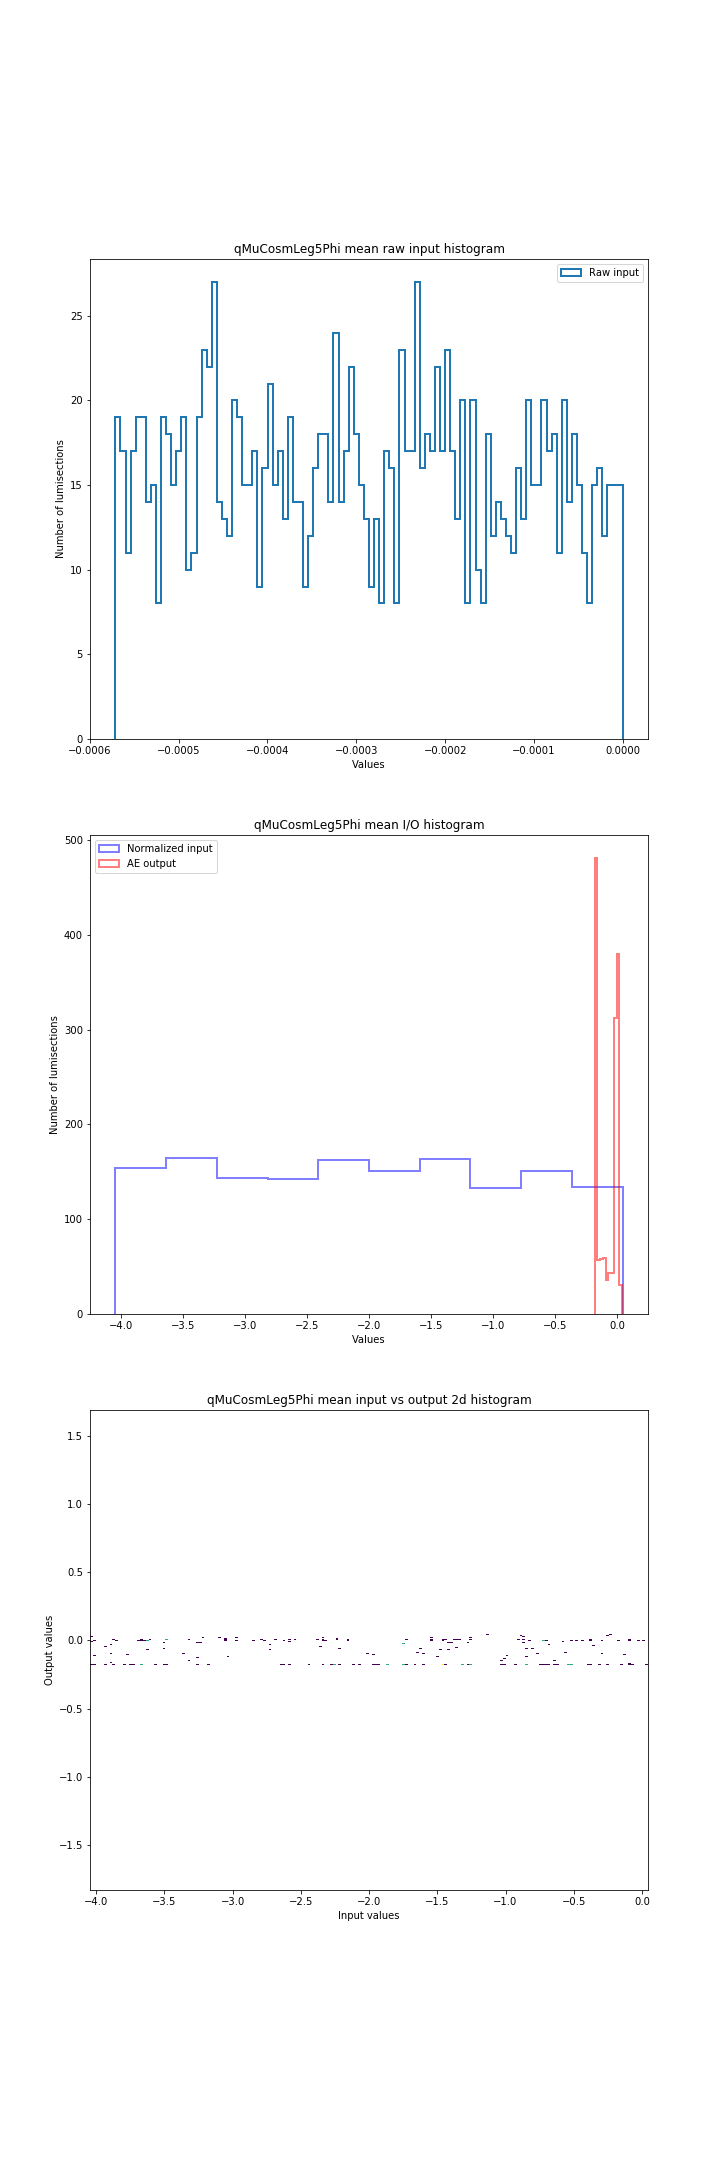 qMuCosmLeg5Phi mean raw input histogram
Raw input
25
20
15
10
5
0
Number of lumisections
−0.0006 −0.0005 −0.0004 −0.0003 −0.0002 −0.0001 0.0000
Values
qMuCosmLeg5Phi mean I/O histogram
Normalized input
AE output
500
400
300
200
100
0
Number of lumisections
−4.0 −3.5 −3.0 −2.5 −2.0 −1.5 −1.0 −0.5 0.0
Values
qMuCosmLeg5Phi mean input vs output 2d histogram
1.5
1.0
0.5
0.0
−0.5
−1.0
−1.5
Output values
−4.0 −3.5 −3.0 −2.5 −2.0 −1.5 −1.0 −0.5 0.0
Input values